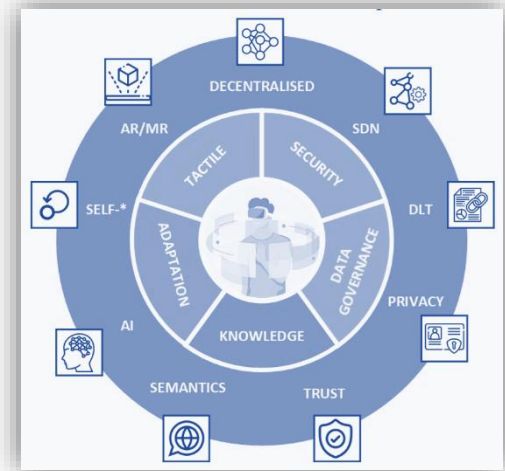 DECENTRALISED
AR/MR
SDN
TACTILE
SECURITY
SELF-*
DLT
ADAPTATION
DATA
GOVERNANCE
PRIVACY
AI
KNOWLEDGE
SEMANTICS
TRUST